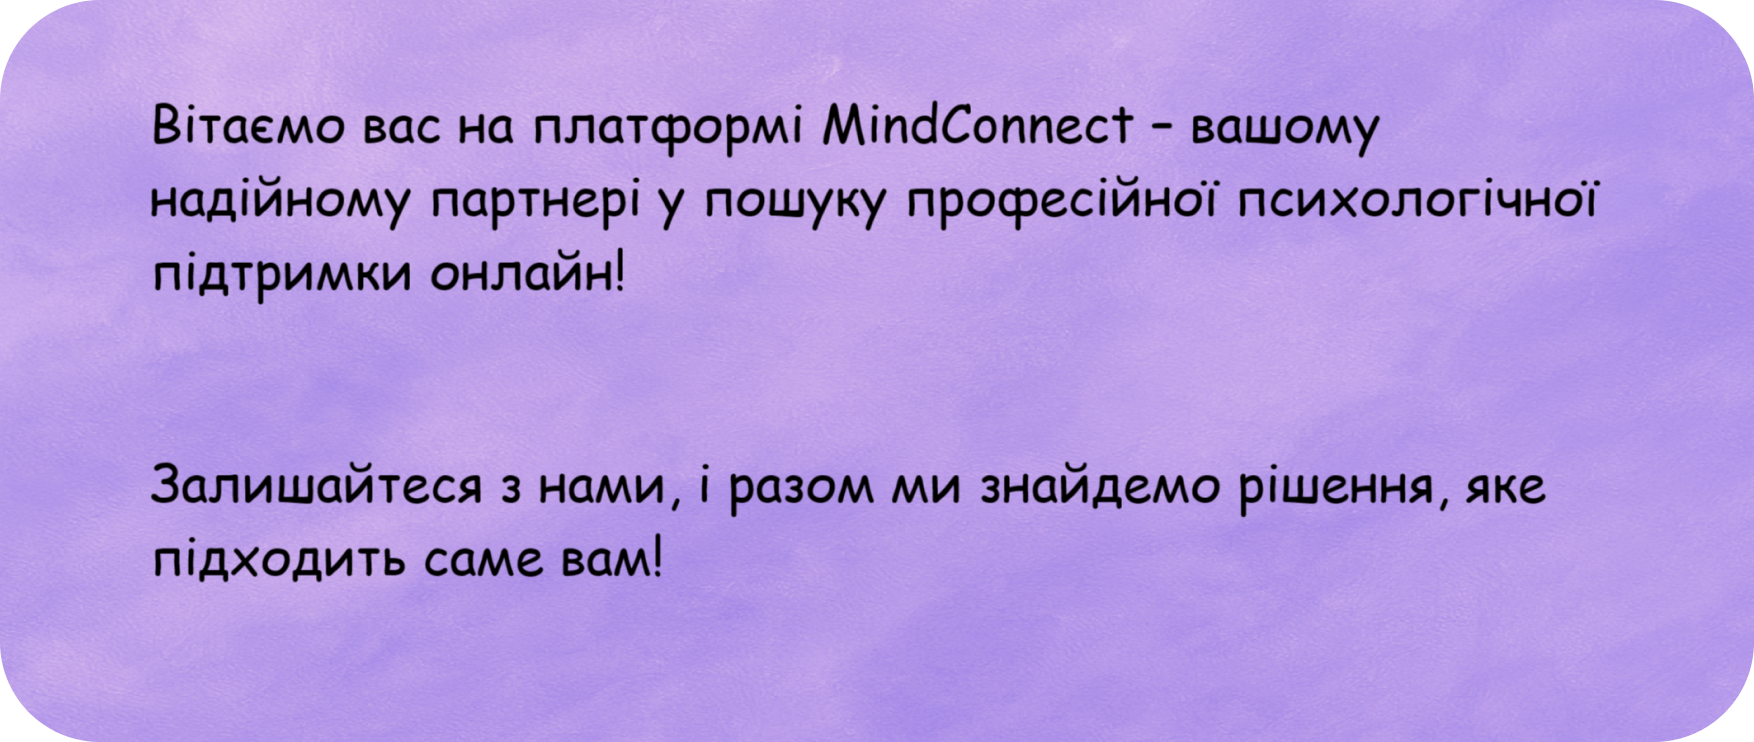 Вітаємо вас на платформі MindConnect – вашому
надійному партнері у пошуку професійної психологічної
підтримки онлайн!
Залишайтеся з нами, і разом ми знайдемо рішення, яке
підходить саме вам!